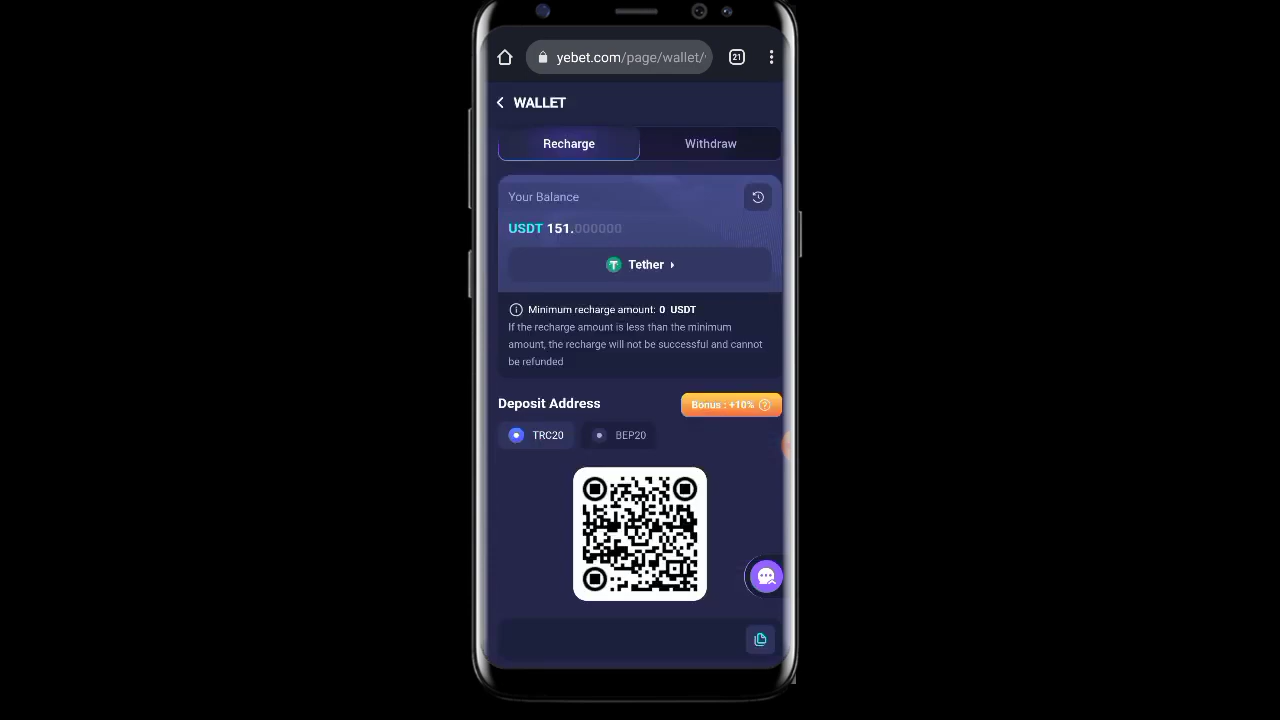 yebet.com/page/wallet/
21
WALLET
Recharge
Withdraw
Your Balance
USDT 151.000000
Tether
Minimum recharge amount: 0 USDT
If the recharge amount is less than the minimum
amount, the recharge will not be successful and cannot
be refunded
Deposit Address
Bonus : +10%
TRC20
BEP20